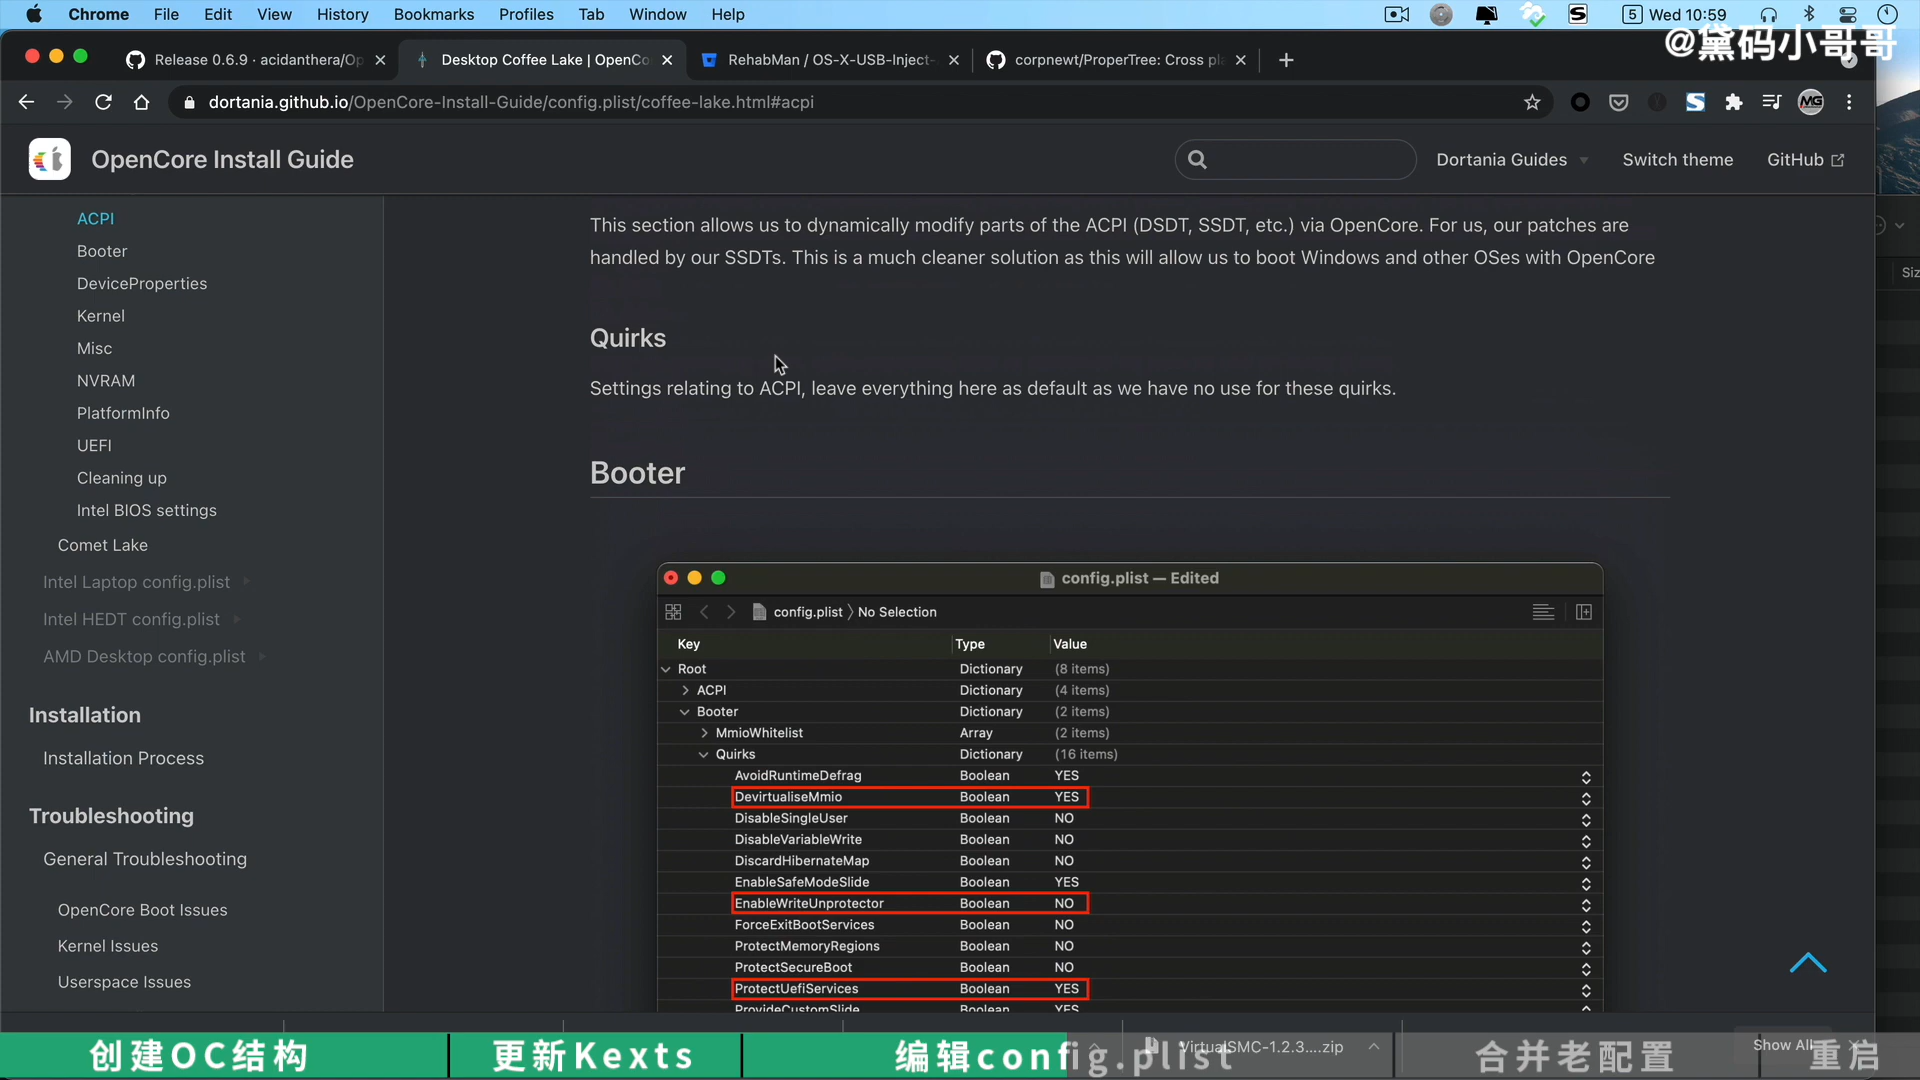 Chrome File Edit View History Bookmarks Profiles Tab Window Help 5 Wed 10:59
@黛码小哥哥
Release 0.6.9 · acidanthera/Op
Desktop Coffee Lake | OpenCo
RehabMan / OS-X-USB-Inject-
corpnewt/ProperTree: Cross pla
dortania.github.io/OpenCore-Install-Guide/config.plist/coffee-lake.html#acpi
MG
OpenCore Install Guide
Dortania Guides Switch theme GitHub
Siz
ACPI
Booter
DeviceProperties
Kernel
Misc
NVRAM
PlatformInfo
UEFI
Cleaning up
Intel BIOS settings
Comet Lake
Intel Laptop config.plist
Intel HEDT config.plist
AMD Desktop config.plist
Installation
Installation Process
Troubleshooting
General Troubleshooting
OpenCore Boot Issues
Kernel Issues
Userspace Issues
This section allows us to dynamically modify parts of the ACPI (DSDT, SSDT, etc.) via OpenCore. For us, our patches are
handled by our SSDTs. This is a much cleaner solution as this will allow us to boot Windows and other OSes with OpenCore
Quirks
Settings relating to ACPI, leave everything here as default as we have no use for these quirks.
Booter
config.plist — Edited
config.plist 〉No Selection
Key Type Value
Root Dictionary (8 items)
ACPI Dictionary (4 items)
Booter Dictionary (2 items)
MmioWhitelist Array (2 items)
Quirks Dictionary (16 items)
AvoidRuntimeDefrag Boolean YES
DevirtualiseMmio Boolean YES
DisableSingleUser Boolean NO
DisableVariableWrite Boolean NO
DiscardHibernateMap Boolean NO
EnableSafeModeSlide Boolean YES
EnableWriteUnprotector Boolean NO
ForceExitBootServices Boolean NO
ProtectMemoryRegions Boolean NO
ProtectSecureBoot Boolean NO
ProtectUefiServices Boolean YES
ProvideCustomSlide Boolean YES
VirtualSMC-1.2.3....zip
Show All
创建OC结构 更新Kexts 编辑config.plist 合并老配置 重启